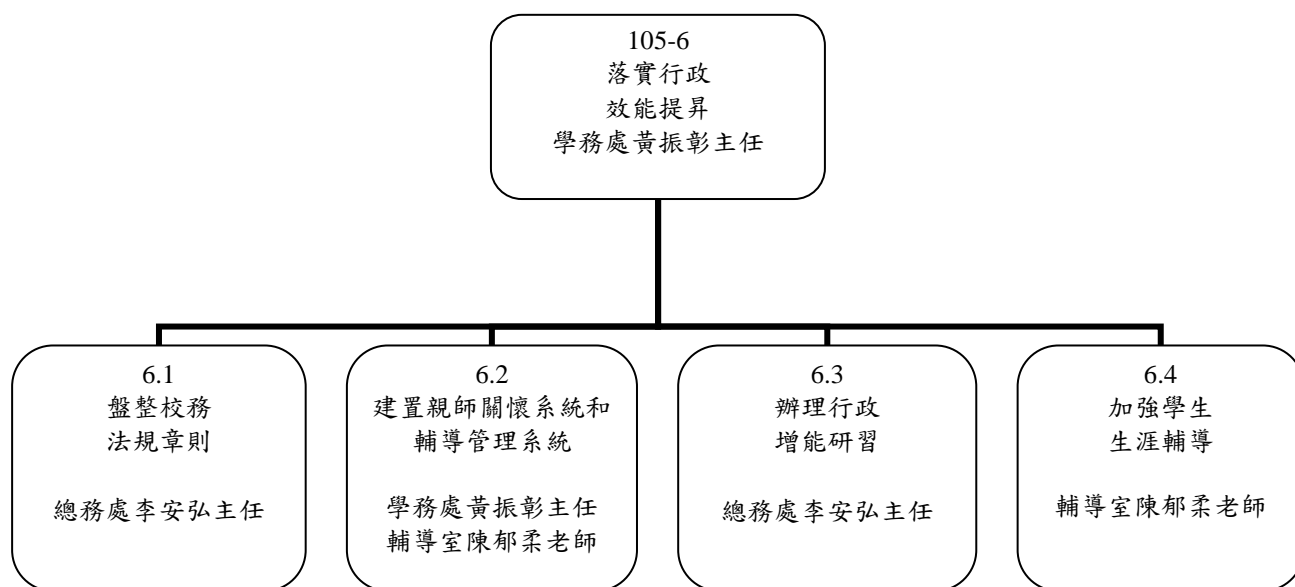 105-6
落實行政
效能提昇
學務處黃振彰主任
6.1
盤整校務
法規章則
總務處李安弘主任
6.2
建置親師關懷系統和
輔導管理系統
學務處黃振彰主任
輔導室陳郁柔老師
6.3
辦理行政
增能研習
總務處李安弘主任
6.4
加強學生
生涯輔導
輔導室陳郁柔老師